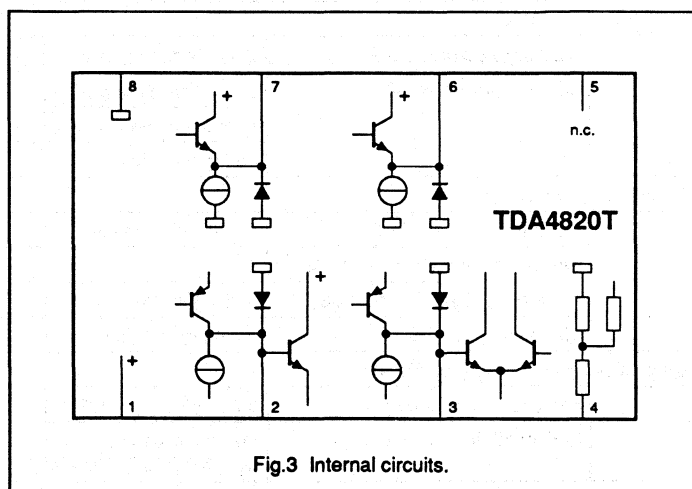 8 7 6 5
+ +
n.c.
TDA4820T
+
+
1 2 3 4
Fig.3 Internal circuits.